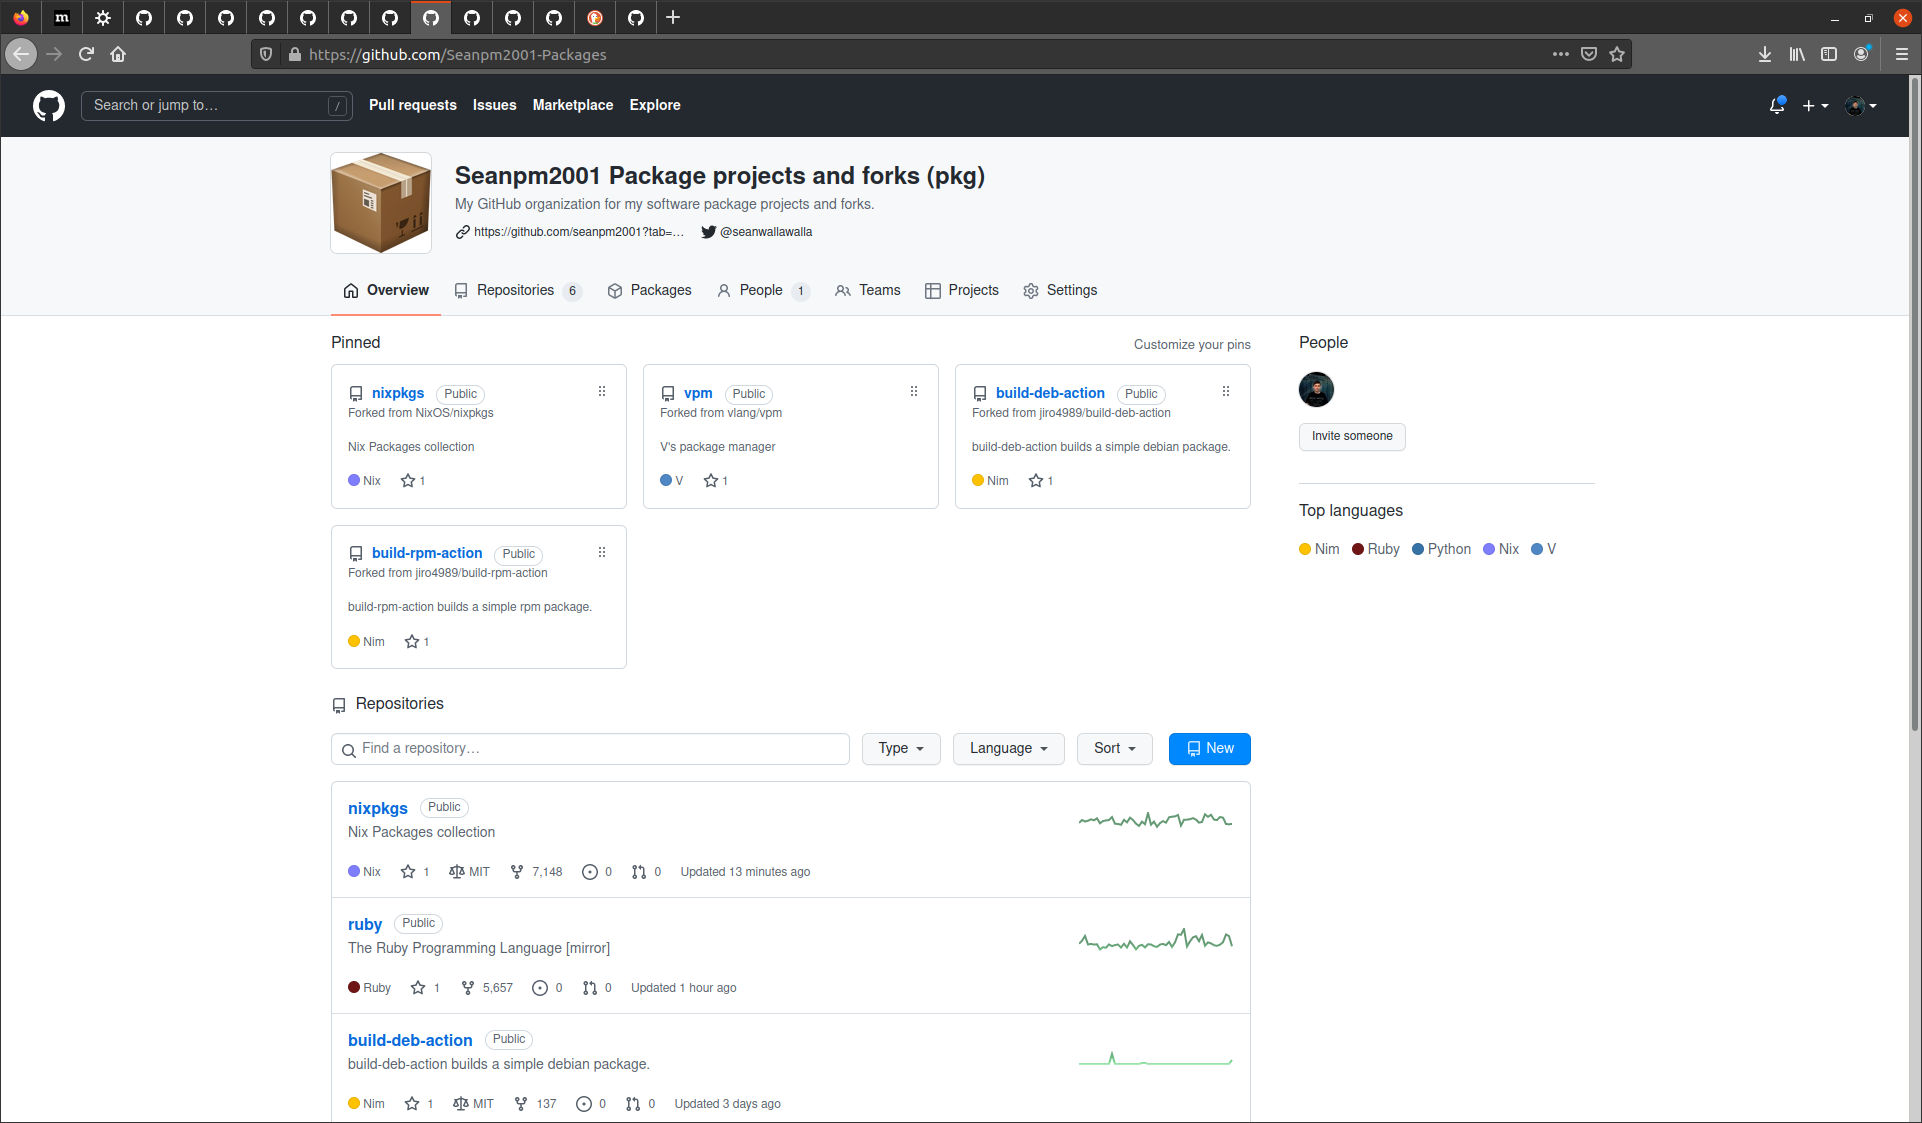 m
https://github.com/Seanpm2001-Packages
Search or jump to…
/
Pull requests
Issues
Marketplace
Explore
Seanpm2001 Package projects and forks (pkg)
My GitHub organization for my software package projects and forks.
https://github.com/seanpm2001?tab=…
@seanwallawalla
Overview
Repositories 6
Packages
People 1
Teams
Projects
Settings
Pinned
Customize your pins
nixpkgs Public
Forked from NixOS/nixpkgs
Nix Packages collection
Nix 1
vpm Public
Forked from vlang/vpm
V's package manager
V 1
build-deb-action Public
Forked from jiro4989/build-deb-action
build-deb-action builds a simple debian package.
Nim 1
build-rpm-action Public
Forked from jiro4989/build-rpm-action
build-rpm-action builds a simple rpm package.
Nim 1
People
Invite someone
Top languages
Nim Ruby Python Nix V
Repositories
Find a repository…
Type
Language
Sort
New
nixpkgs Public
Nix Packages collection
Nix 1 MIT 7,148 0 0 Updated 13 minutes ago
ruby Public
The Ruby Programming Language [mirror]
Ruby 1 5,657 0 0 Updated 1 hour ago
build-deb-action Public
build-deb-action builds a simple debian package.
Nim 1 MIT 137 0 0 Updated 3 days ago